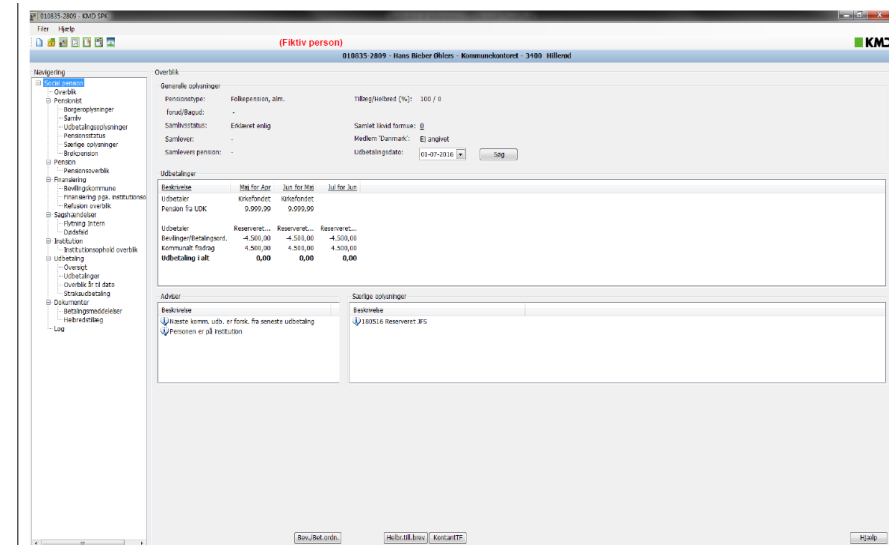 010835-2809 - KMD SPK
Filer Hjælp
(Fiktiv person)
KMD
010835-2809 - Hans Bieber Øhlers - Kommunekontoret - 3400 Hillerød
Navigering
Social pension
Overblik
Pensionist
Borgeroplysninger
Samliv
Udbetalingsoplysninger
Pensionsstatus
Særlige oplysninger
Brøkpension
Pension
Pensionsoverblik
Finansiering
Bevillingskommune
Finansiering pga. institutionso
Refusion overblik
Sagshændelser
Flytning Intern
Dødsfald
Institution
Institutionsophold overblik
Udbetaling
Oversigt
Udbetalinger
Overblik år til dato
Straksudbetaling
Dokumenter
Betalingsmeddelelser
Helbredstillæg
Log
Overblik
Generelle oplysninger
Pensionstype: Folkepension, alm. Tillæg/Helbred (%): 100 / 0
Forud/Bagud: -
Samlivsstatus: Erklæret enlig Samlet likvid formue: 0
Samlever: - Medlem 'Danmark': Ej angivet
Samlevers pension: - Udbetalingsdato: 01-07-2016 Søg
Udbetalinger
Beskrivelse Maj for Apr Jun for Maj Jul for Jun
Udbetaler Kirkefondet Kirkefondet
Pension fra UDK 9.999,99 9.999,99
Udbetaler Reserveret... Reserveret... Reserveret...
Bevilinger/Betalingsord. -4.500,00 -4.500,00 -4.500,00
Kommunalt fradrag 4.500,00 4.500,00 4.500,00
Udbetaling i alt 0,00 0,00 0,00
Adviser
Beskrivelse
Næste komm. udb. er forsk. fra seneste udbetaling
Personen er på institution
Særlige oplysninger
Beskrivelse
180516 Reserveret JFS
Bev./Bet.ordn. Helbr.till.brev KontantTF. Hjælp